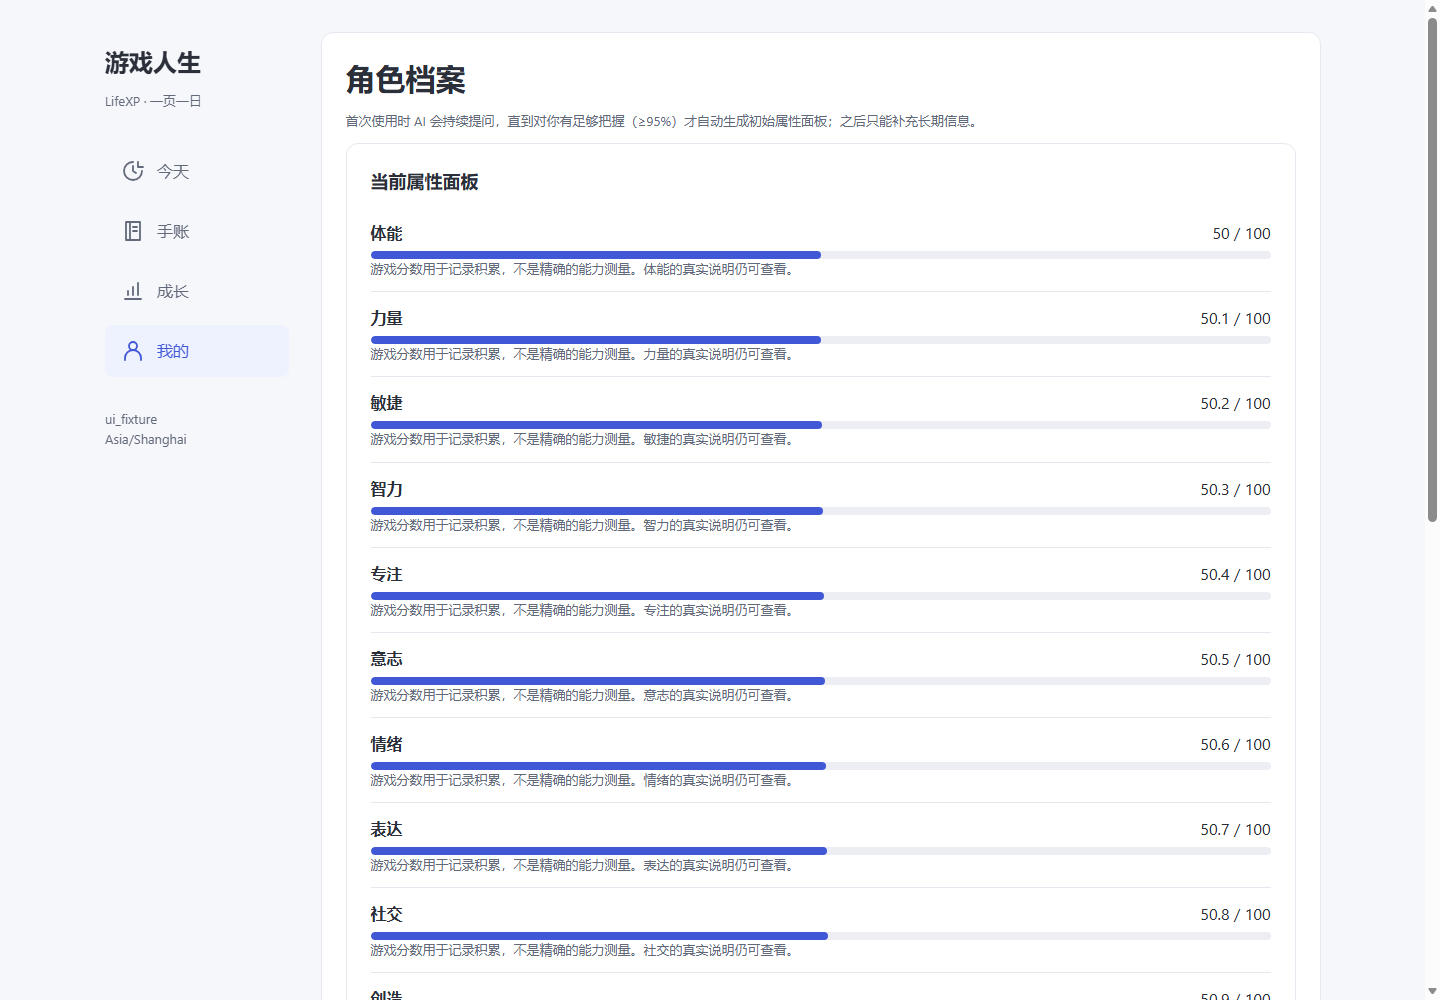 游戏人生
LifeXP · 一页一日
今天
手账
成长
我的
ui_fixture
Asia/Shanghai
角色档案
首次使用时 AI 会持续提问，直到对你有足够把握（≥95%）才自动生成初始属性面板；之后只能补充长期信息。
当前属性面板
体能 50 / 100
游戏分数用于记录积累，不是精确的能力测量。体能的真实说明仍可查看。
力量 50.1 / 100
游戏分数用于记录积累，不是精确的能力测量。力量的真实说明仍可查看。
敏捷 50.2 / 100
游戏分数用于记录积累，不是精确的能力测量。敏捷的真实说明仍可查看。
智力 50.3 / 100
游戏分数用于记录积累，不是精确的能力测量。智力的真实说明仍可查看。
专注 50.4 / 100
游戏分数用于记录积累，不是精确的能力测量。专注的真实说明仍可查看。
意志 50.5 / 100
游戏分数用于记录积累，不是精确的能力测量。意志的真实说明仍可查看。
情绪 50.6 / 100
游戏分数用于记录积累，不是精确的能力测量。情绪的真实说明仍可查看。
表达 50.7 / 100
游戏分数用于记录积累，不是精确的能力测量。表达的真实说明仍可查看。
社交 50.8 / 100
游戏分数用于记录积累，不是精确的能力测量。社交的真实说明仍可查看。
创造 50.9 / 100